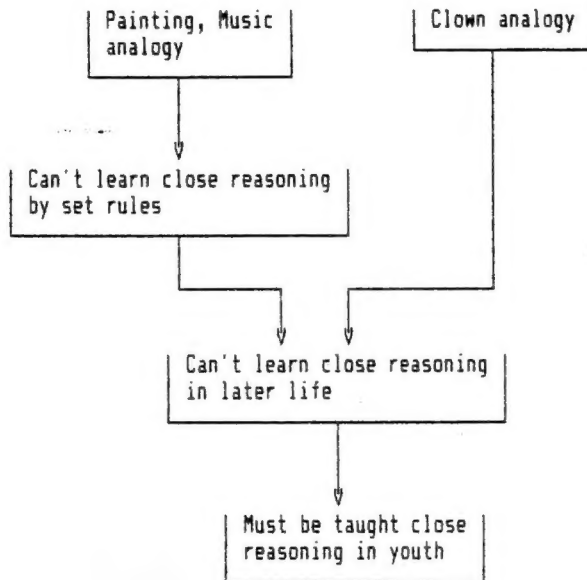 Painting, Music
analogy
Clown analogy
Can't learn close reasoning
by set rules
Can't learn close reasoning
in later life
Must be taught close
reasoning in youth